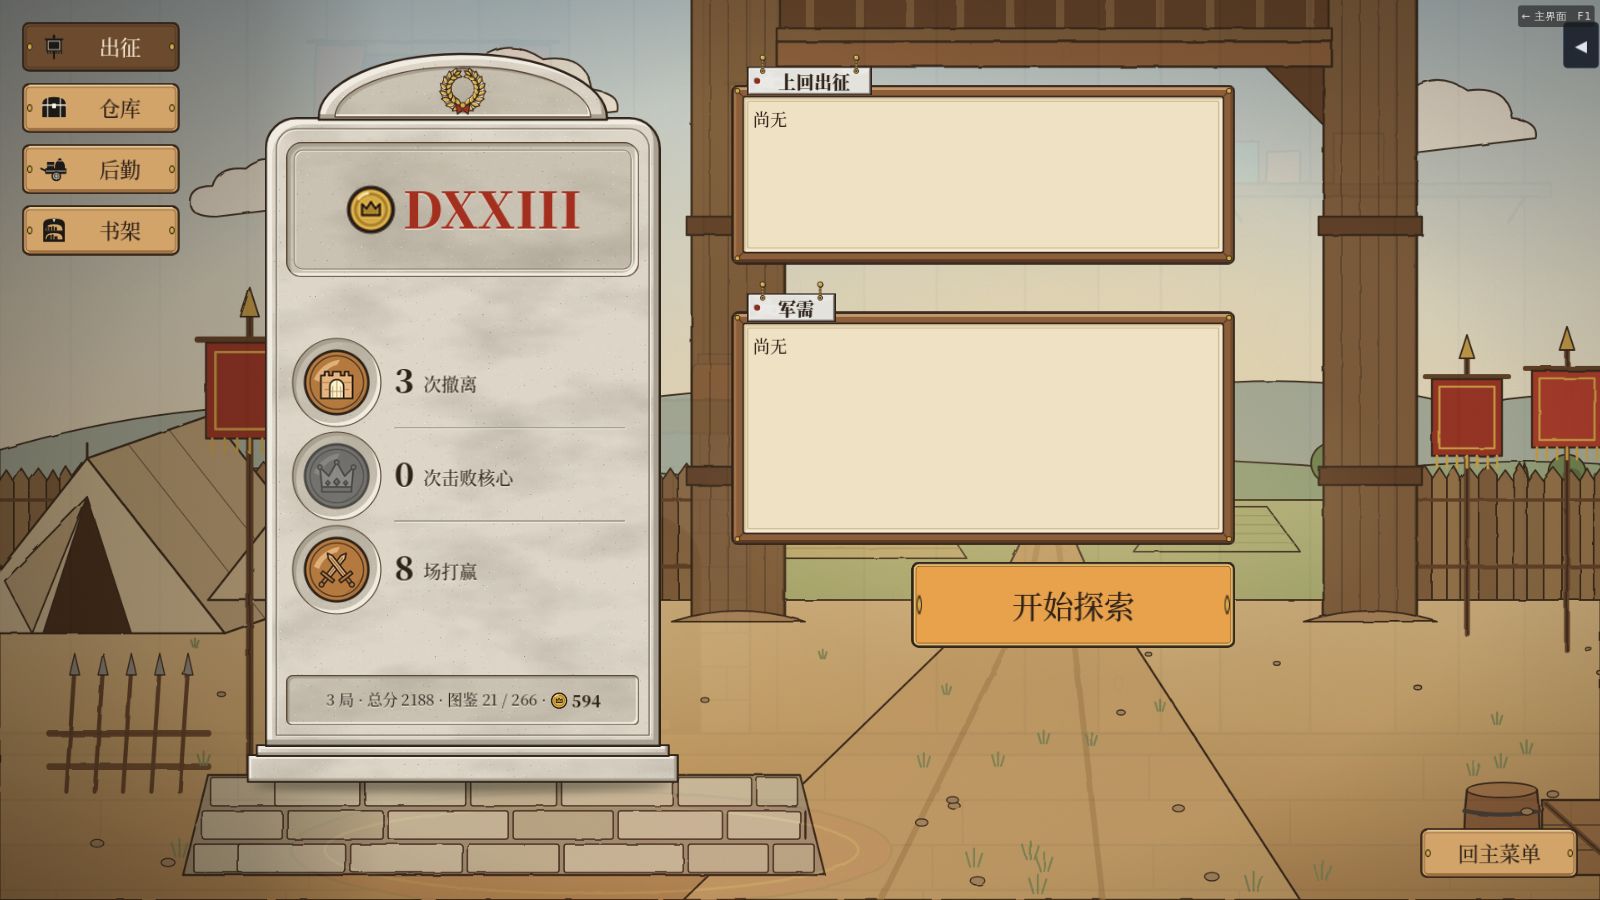 ← 主界面 F1
出征
仓库
后勤
书架
DXXIII
3 次撤离
0 次击败核心
8 场打赢
3 局 · 总分 2188 · 图鉴 21 / 266 · 594
上回出征
尚无
军需
尚无
开始探索
回主菜单